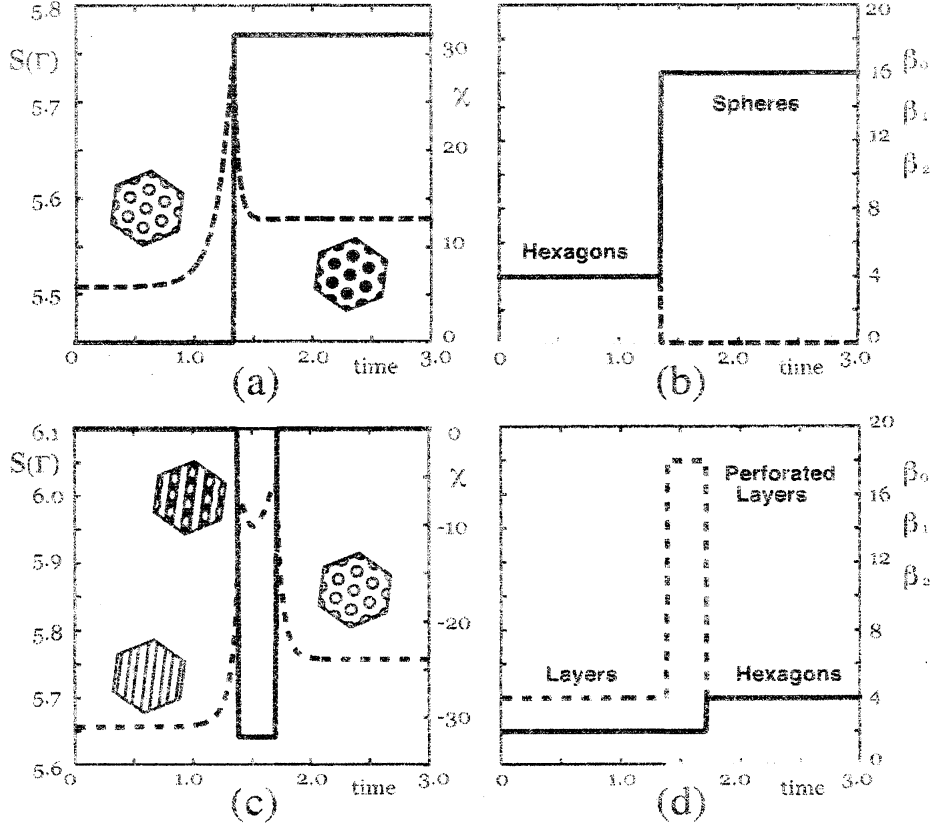 5.8
S(Γ)
5.7
5.6
5.5
30
χ
20
10
0
0 1.0 2.0 time 3.0
(a)
20
16 β₀
Spheres
β₁
12
β₂
8
Hexagons
4
0
0 1.0 2.0 time 3.0
(b)
6.1
S(Γ)
6.0
5.9
5.8
5.7
5.6
0
χ
-10
-20
-30
0 1.0 2.0 time 3.0
(c)
20
Perforated
Layers
β₀
16
β₁
12
β₂
8
Layers Hexagons
4
0
0 1.0 2.0 time 3.0
(d)